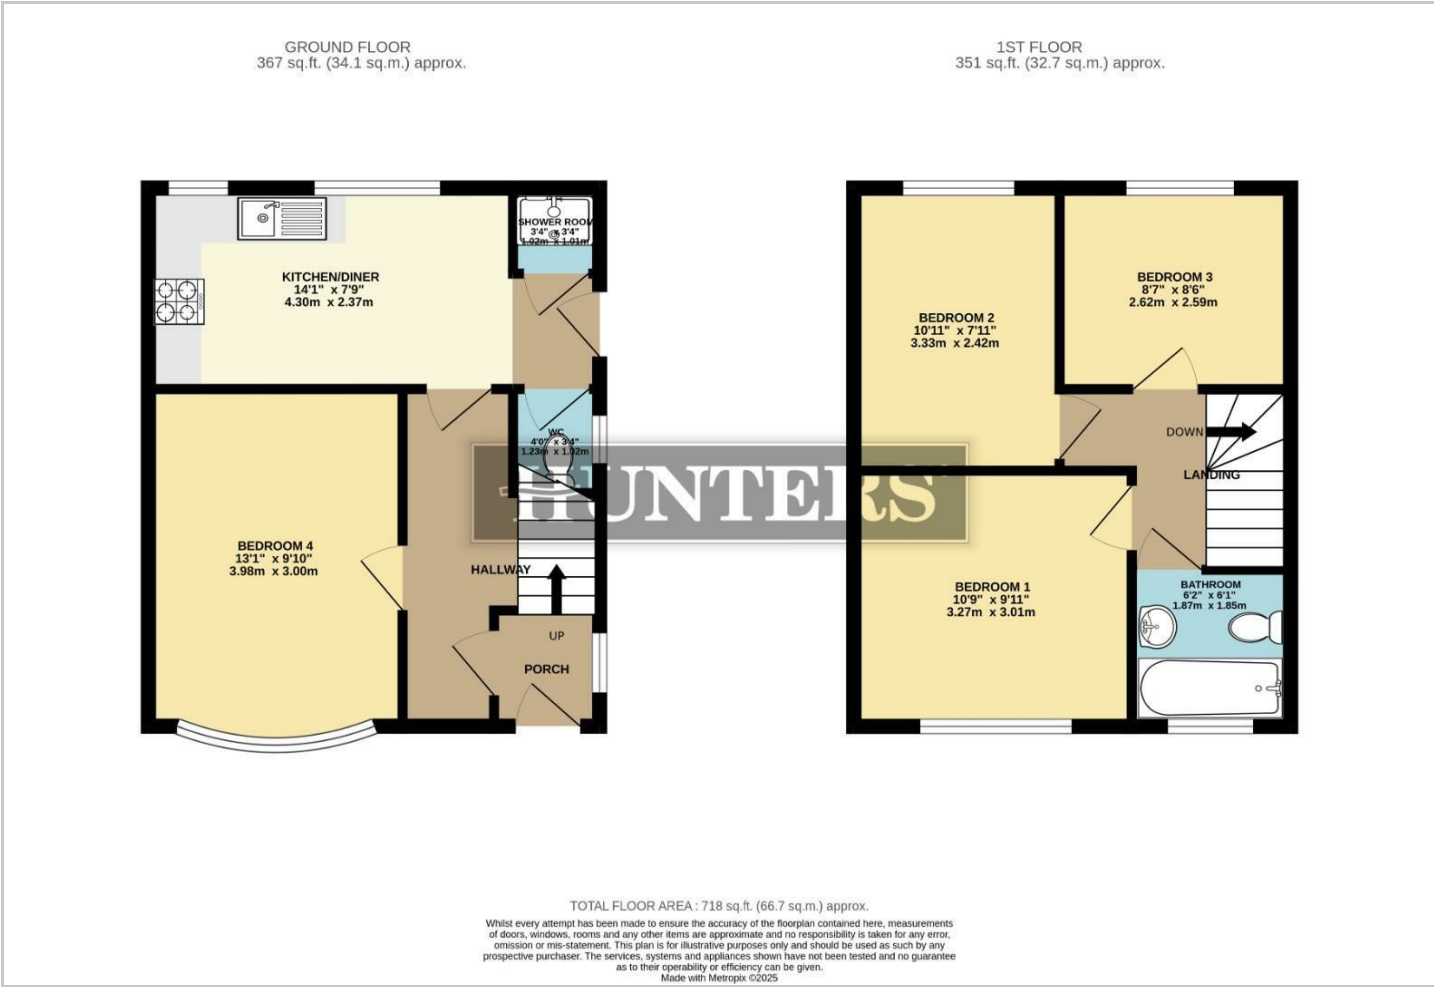 GROUND FLOOR
367 sq.ft. (34.1 sq.m.) approx.
1ST FLOOR
351 sq.ft. (32.7 sq.m.) approx.
SHOWER ROOM
3'4" x 3'4"
1.02m x 1.01m
KITCHEN/DINER
14'1" x 7'9"
4.30m x 2.37m
WC
4'0" x 3'4"
1.23m x 1.02m
BEDROOM 4
13'1" x 9'10"
3.98m x 3.00m
HALLWAY
UP
PORCH
BEDROOM 3
8'7" x 8'6"
2.62m x 2.59m
BEDROOM 2
10'11" x 7'11"
3.33m x 2.42m
DOWN
LANDING
BEDROOM 1
10'9" x 9'11"
3.27m x 3.01m
BATHROOM
6'2" x 6'1"
1.87m x 1.85m
HUNTERS
TOTAL FLOOR AREA : 718 sq.ft. (66.7 sq.m.) approx.
Whilst every attempt has been made to ensure the accuracy of the floorplan contained here, measurements
of doors, windows, rooms and any other items are approximate and no responsibility is taken for any error,
omission or mis-statement. This plan is for illustrative purposes only and should be used as such by any
prospective purchaser. The services, systems and appliances shown have not been tested and no guarantee
as to their operability or efficiency can be given.
Made with Metropix ©2025